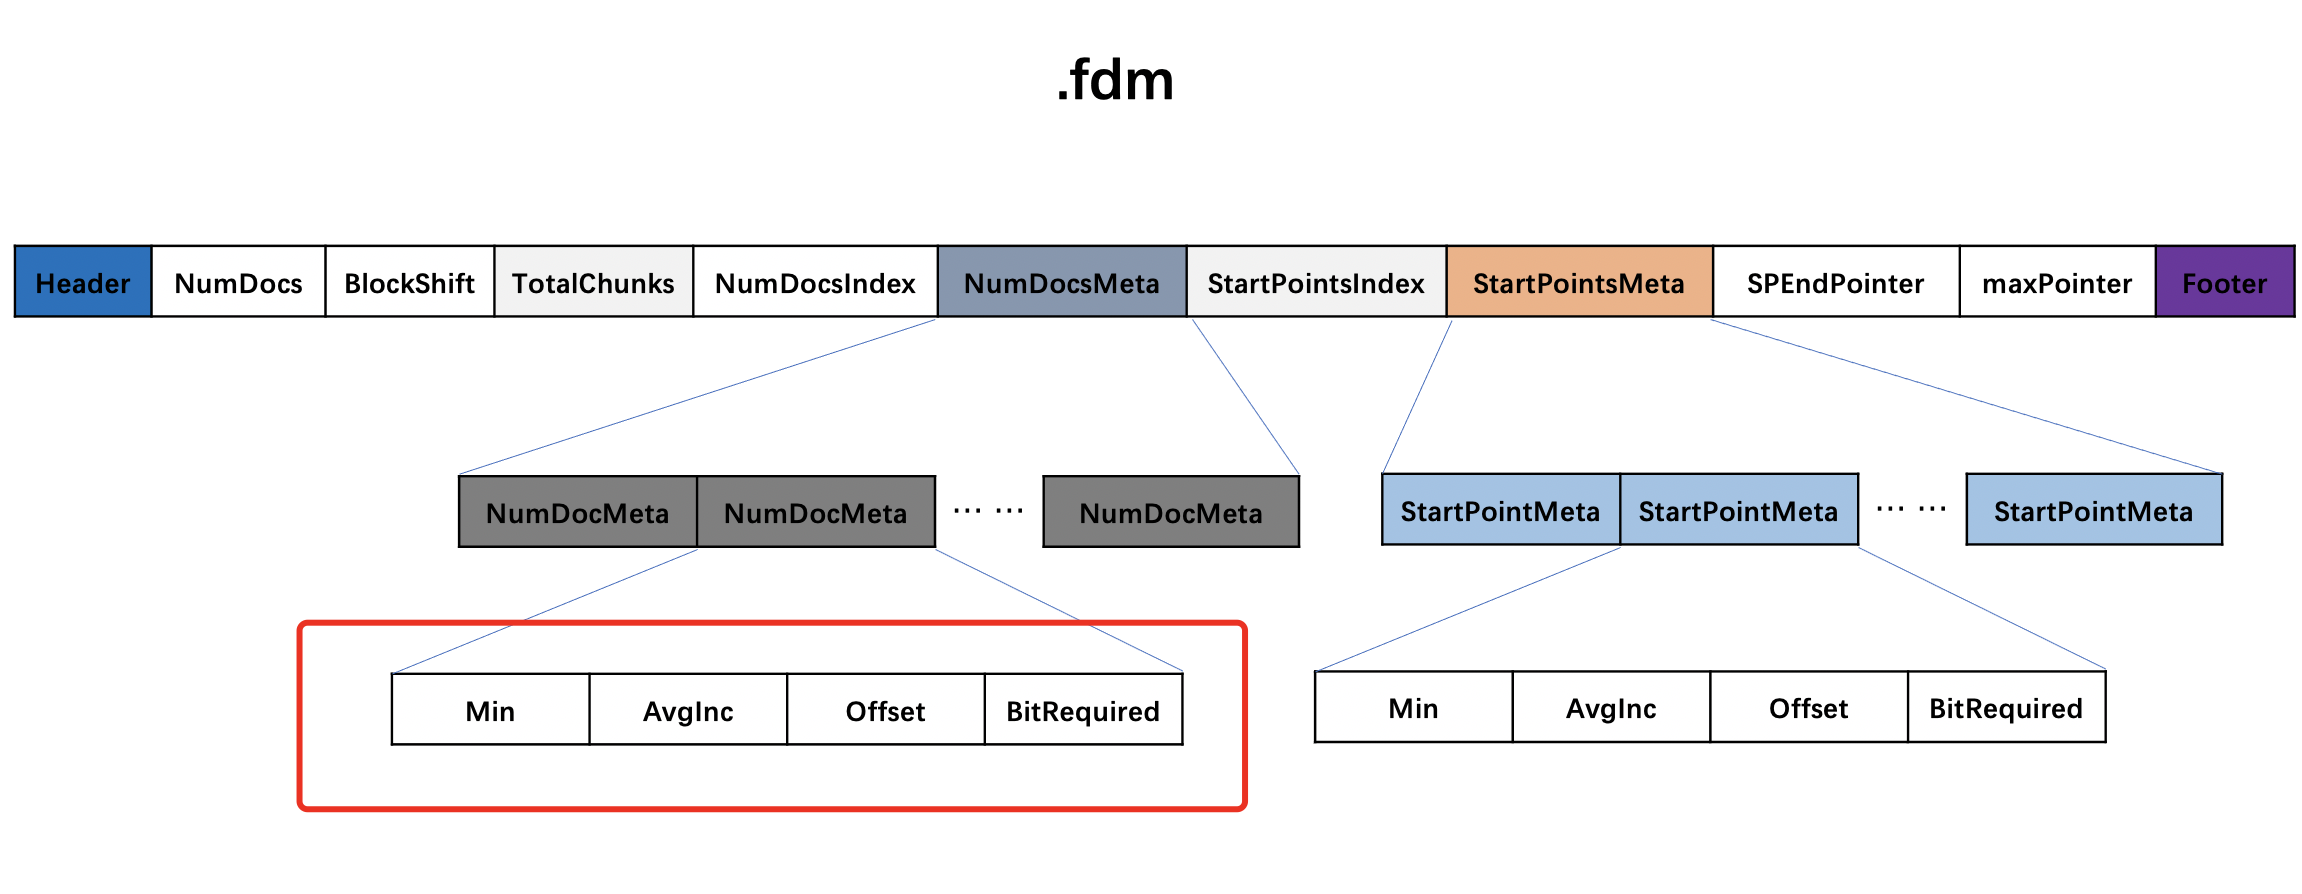 .fdm
Header NumDocs BlockShift TotalChunks NumDocsIndex NumDocsMeta StartPointsIndex StartPointsMeta SPEndPointer maxPointer Footer
NumDocMeta NumDocMeta ... ... NumDocMeta
StartPointMeta StartPointMeta ... ... StartPointMeta
Min AvgInc Offset BitRequired
Min AvgInc Offset BitRequired